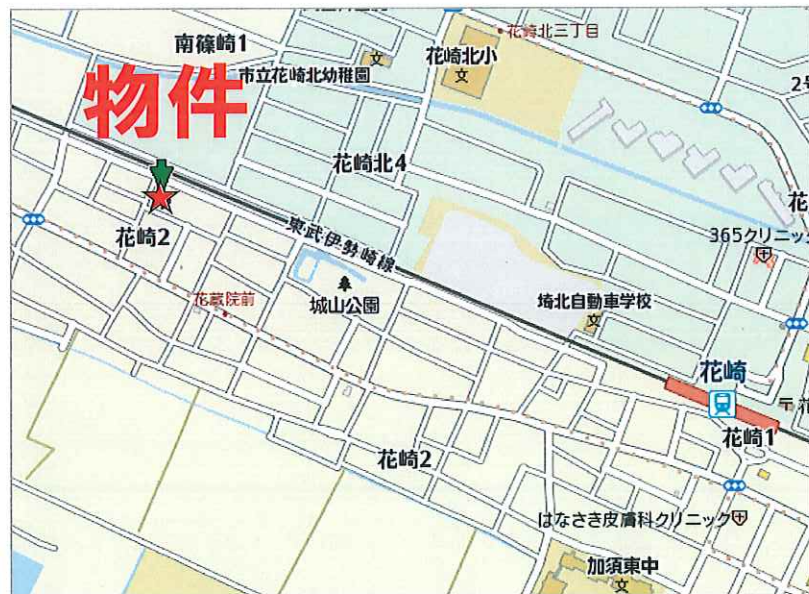 南篠崎1
花崎北三丁目
花崎北小
文
市立花崎北幼稚園
文
物件
花崎北4
花崎2
東武伊勢崎線
365クリニッ
花蔵院前
城山公園
埼北自動車学校
文
花崎
花崎1
花崎2
はなさき皮膚科クリニック
加須東中
文